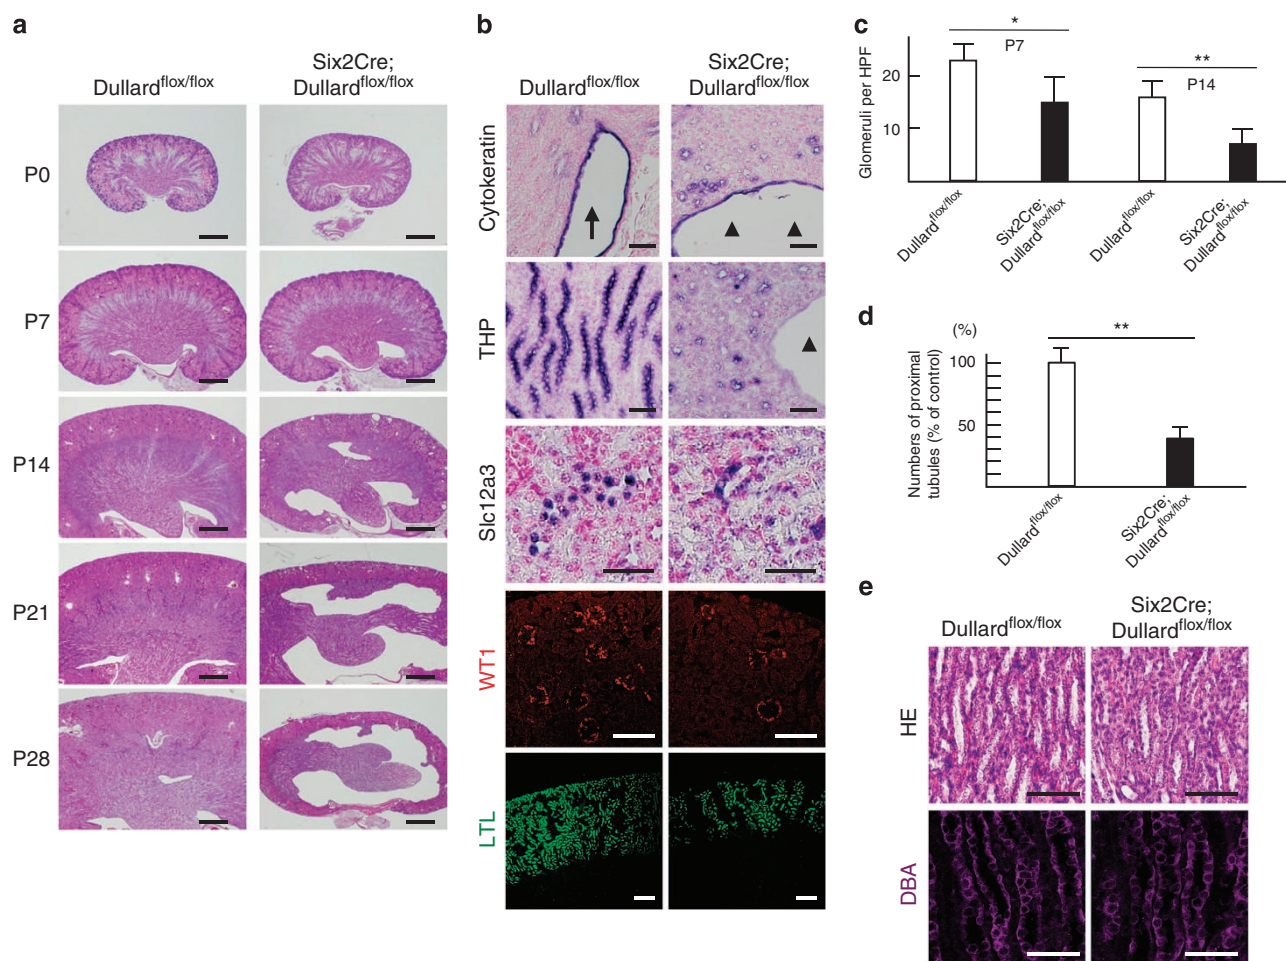 a
Dullardflox/flox
Six2Cre;
Dullardflox/flox
P0
P7
P14
P21
P28
b
Dullardflox/flox
Six2Cre;
Dullardflox/flox
Cytokeratin
THP
Slc12a3
WT1
LTL
c
Glomeruli per HPF
20
10
*
P7
**
P14
Dullardflox/flox
Six2Cre;
Dullardflox/flox
Dullardflox/flox
Six2Cre;
Dullardflox/flox
d
(%)
Numbers of proximal
tubules (% of control)
100
50
**
Dullardflox/flox
Six2Cre;
Dullardflox/flox
e
Dullardflox/flox
Six2Cre;
Dullardflox/flox
HE
DBA